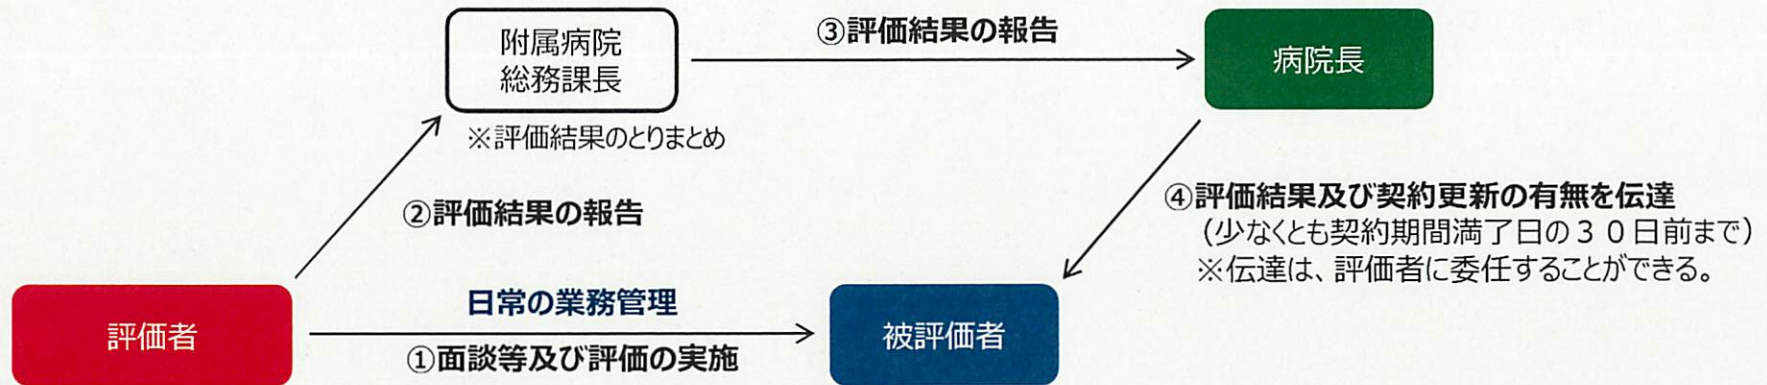 附属病院
総務課長
※評価結果のとりまとめ
③評価結果の報告
病院長
②評価結果の報告
④評価結果及び契約更新の有無を伝達
（少なくとも契約期間満了日の３０日前まで）
※伝達は、評価者に委任することができる。
評価者
日常の業務管理
①面談等及び評価の実施
被評価者